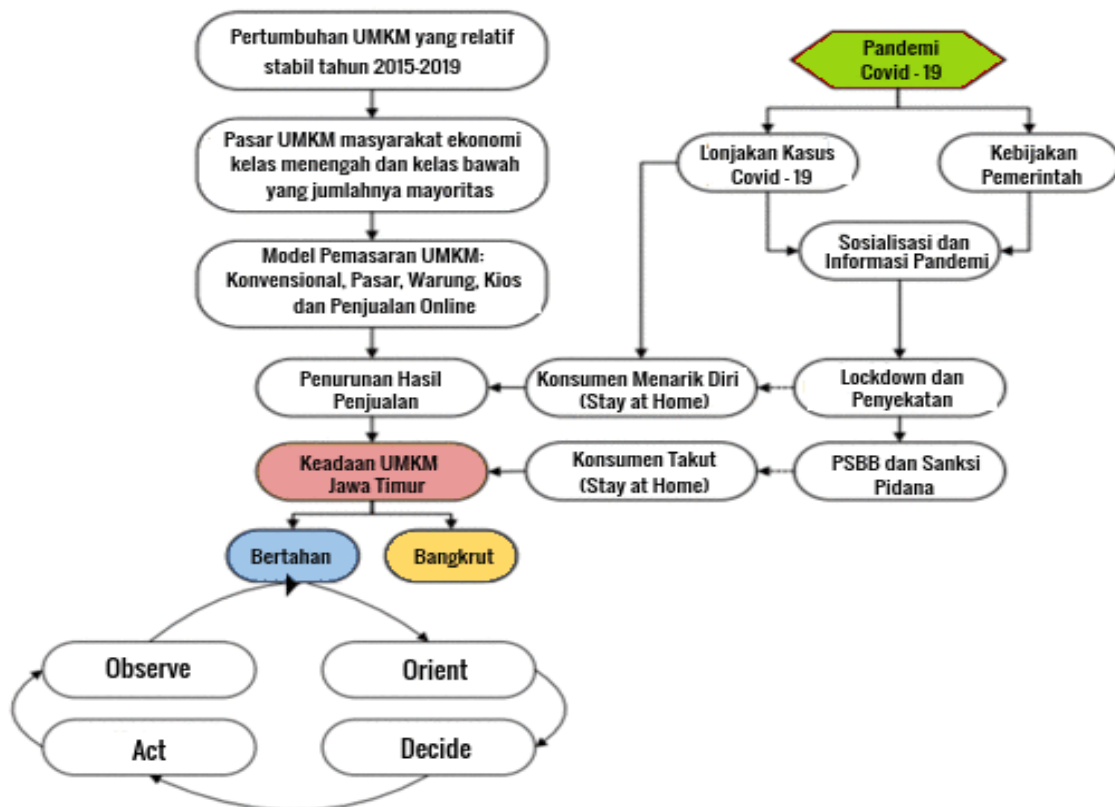 Pertumbuhan UMKM yang relatif
stabil tahun 2015-2019
Pasar UMKM masyarakat ekonomi
kelas menengah dan kelas bawah
yang jumlahnya mayoritas
Model Pemasaran UMKM:
Konvensional, Pasar, Warung, Kios
dan Penjualan Online
Penurunan Hasil
Penjualan
Keadaan UMKM
Jawa Timur
Bertahan
Bangkrut
Observe
Orient
Act
Decide
Pandemi
Covid - 19
Lonjakan Kasus
Covid - 19
Kebijakan
Pemerintah
Sosialisasi dan
Informasi Pandemi
Konsumen Menarik Diri
(Stay at Home)
Lockdown dan
Penyekatan
Konsumen Takut
(Stay at Home)
PSBB dan Sanksi
Pidana